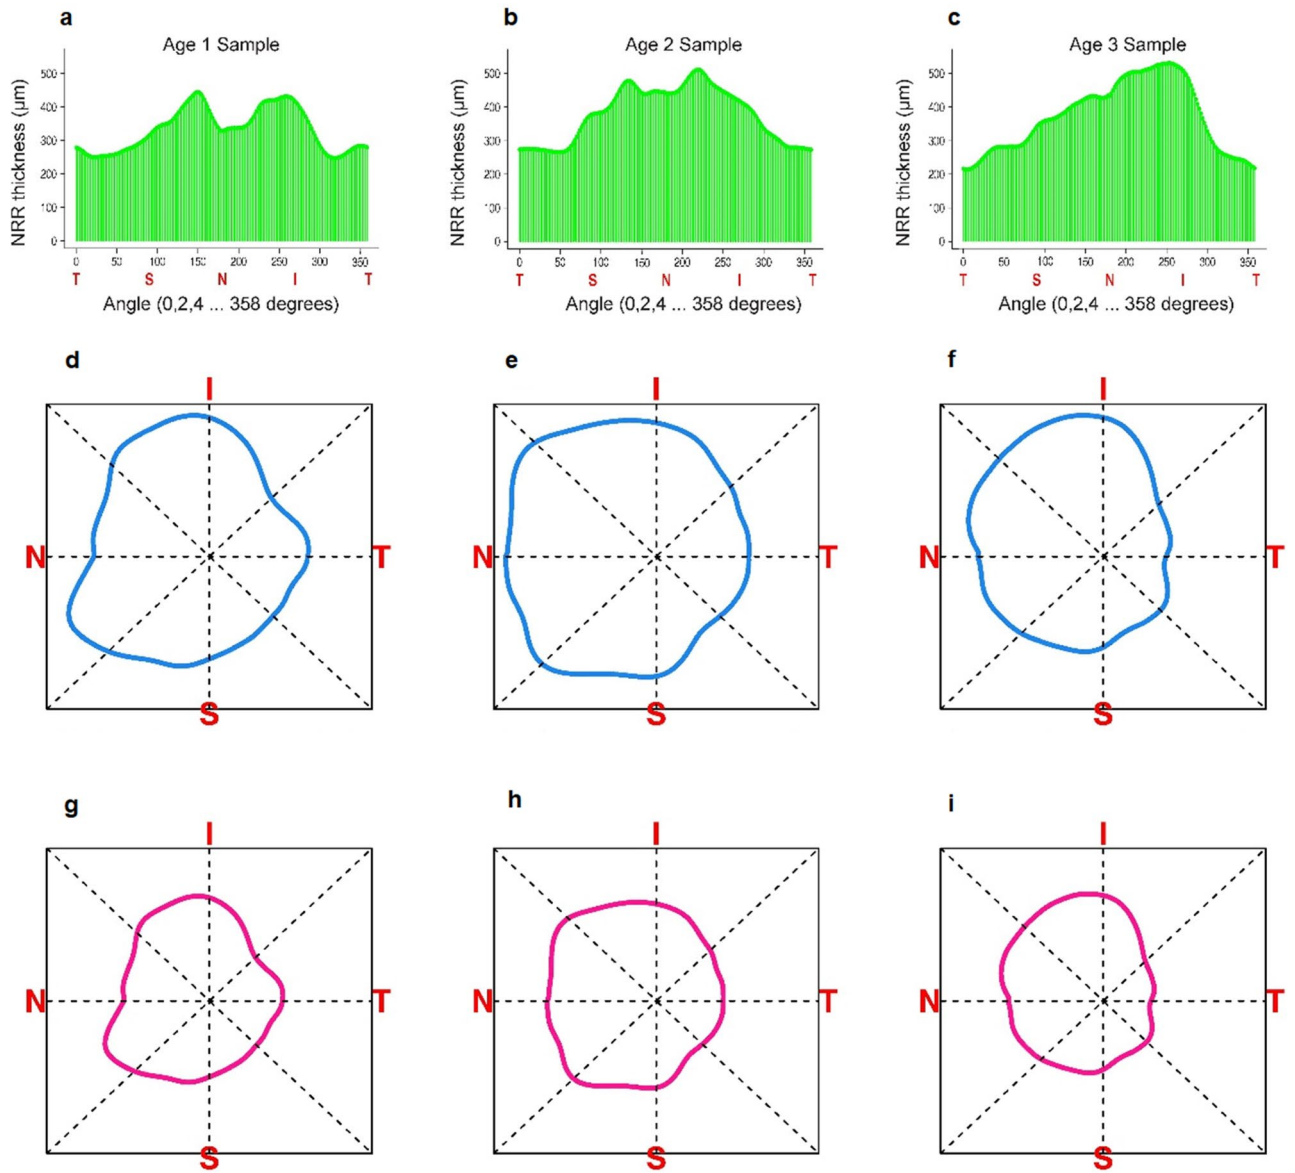 a b c
Age 1 Sample Age 2 Sample Age 3 Sample
NRR thickness (μm) NRR thickness (μm) NRR thickness (μm)
500 500 500
400 400 400
300 300 300
200 200 200
100 100 100
0 0 0
0 50 100 150 200 250 300 350 0 50 100 150 200 250 300 350 0 50 100 150 200 250 300 350
T S N I T T S N I T T S N I T
Angle (0,2,4 ... 358 degrees) Angle (0,2,4 ... 358 degrees) Angle (0,2,4 ... 358 degrees)
d e f
I I I
N T N T N T
S S S
g h i
I I I
N T N T N T
S S S